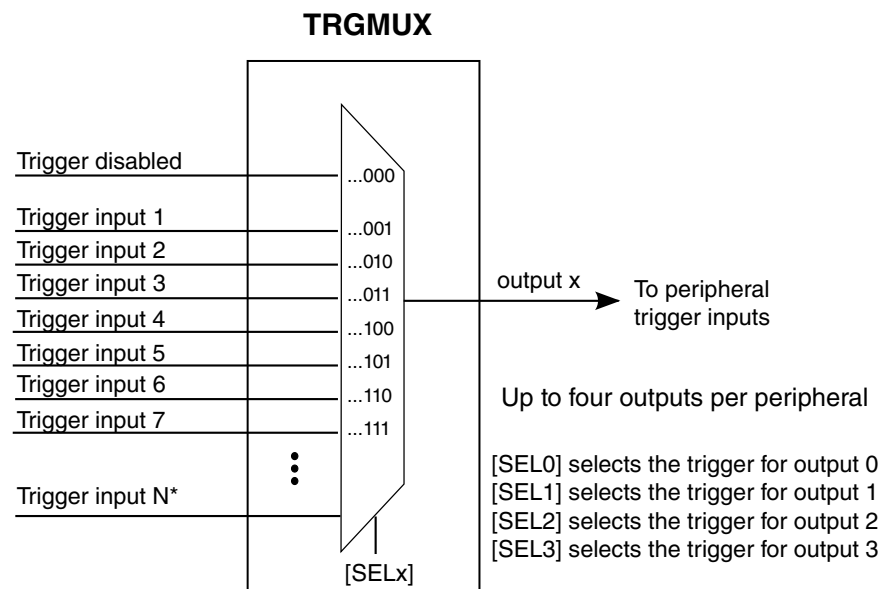 TRGMUX
Trigger disabled
...000
Trigger input 1
...001
Trigger input 2
...010
Trigger input 3
...011
Trigger input 4
...100
Trigger input 5
...101
Trigger input 6
...110
Trigger input 7
...111
Trigger input N*
[SELx]
output x
To peripheral
trigger inputs
Up to four outputs per peripheral
[SEL0] selects the trigger for output 0
[SEL1] selects the trigger for output 1
[SEL2] selects the trigger for output 2
[SEL3] selects the trigger for output 3